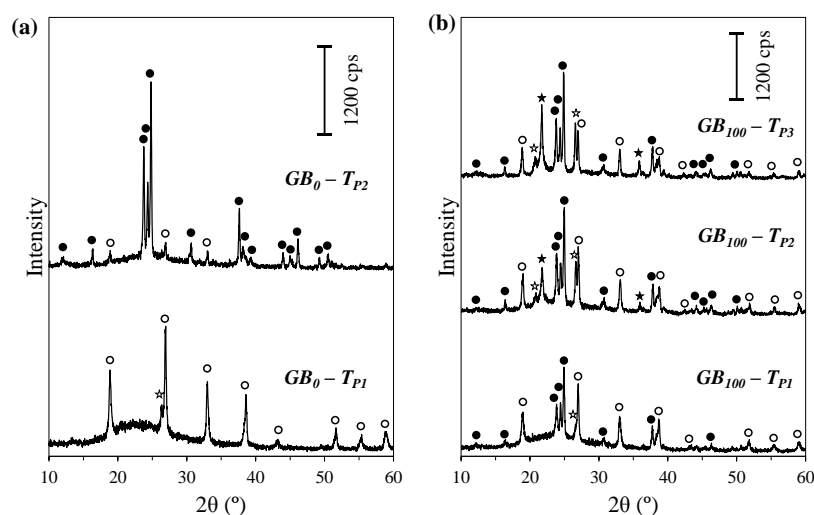 (a)
1200 cps
GB0 – TP2
GB0 – TP1
Intensity
10 20 30 40 50 60
2θ (º)
(b)
1200 cps
GB100 – TP3
GB100 – TP2
GB100 – TP1
Intensity
10 20 30 40 50 60
2θ (º)